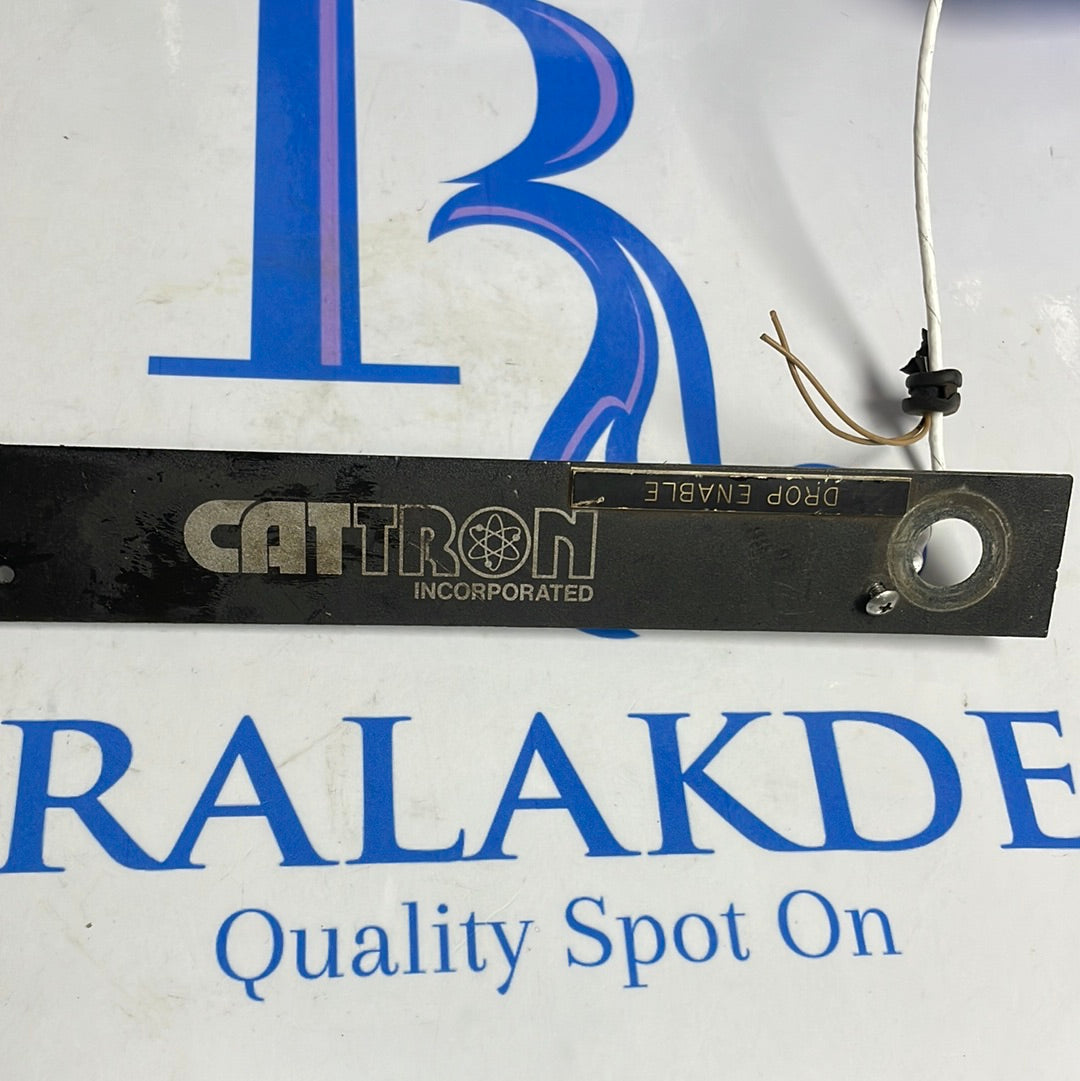 R
DROP ENABLE
CATTRON
INCORPORATED
RALAKDE
Quality Spot On